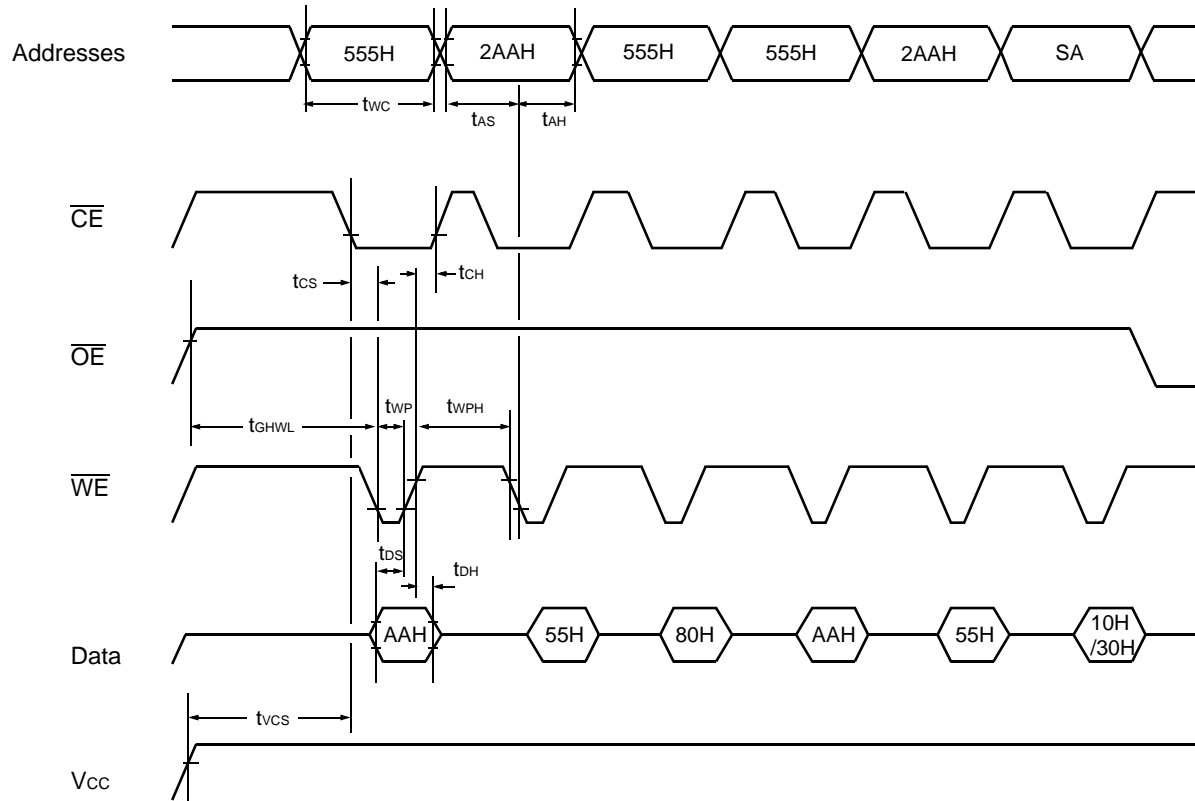 Addresses 555H 2AAH 555H 555H 2AAH SA
tWC tAS tAH
CE
tCS tCH
OE
tGHWL tWP tWPH
WE
tDS tDH
Data AAH 55H 80H AAH 55H 10H
/30H
tVCS
VCC